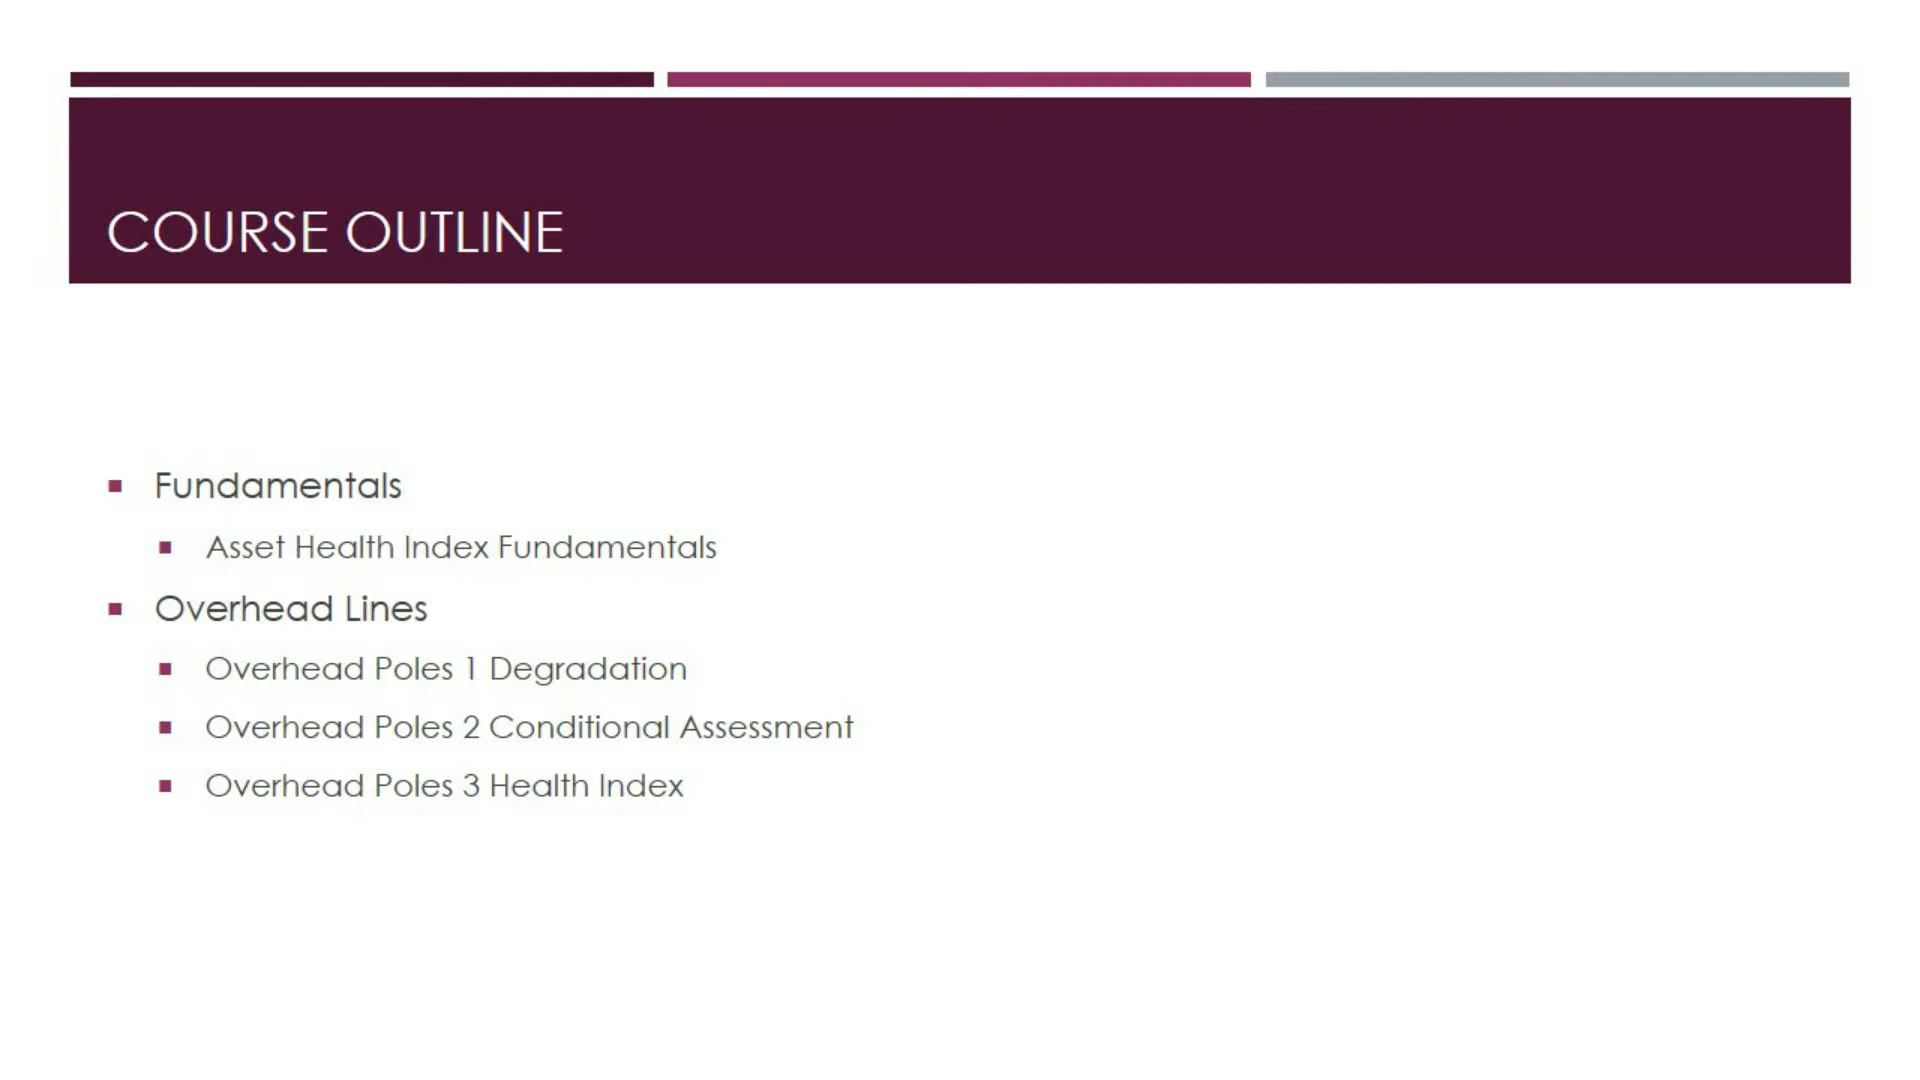 COURSE OUTLINE
Fundamentals
Asset Health Index Fundamentals
Overhead Lines
Overhead Poles 1 Degradation
Overhead Poles 2 Conditional Assessment
Overhead Poles 3 Health Index